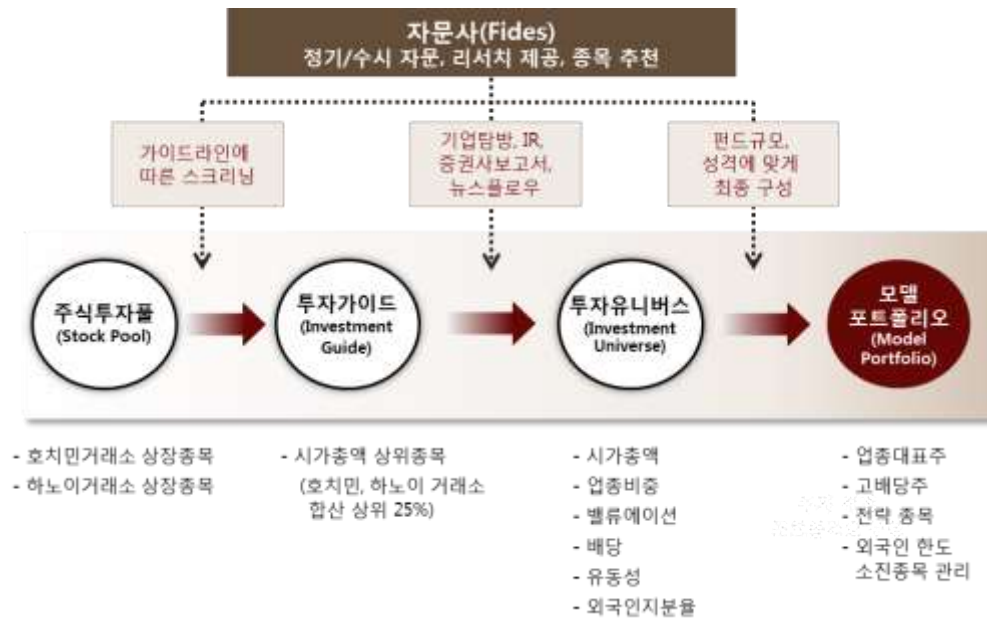 자문사(Fides)
정기/수시 자문, 리서치 제공, 종목 추천
가이드라인에
따른 스크리닝
기업탐방, IR,
증권사보고서,
뉴스플로우
펀드규모,
성격에 맞게
최종 구성
주식투자풀
(Stock Pool)
투자가이드
(Investment
Guide)
투자유니버스
(Investment
Universe)
모델
포트폴리오
(Model
Portfolio)
- 호치민거래소 상장종목
- 하노이거래소 상장종목
- 시가총액 상위종목
(호치민, 하노이 거래소
합산 상위 25%)
- 시가총액
- 업종비중
- 밸류에이션
- 배당
- 유동성
- 외국인지분율
- 업종대표주
- 고배당주
- 전략 종목
- 외국인 한도
소진종목 관리